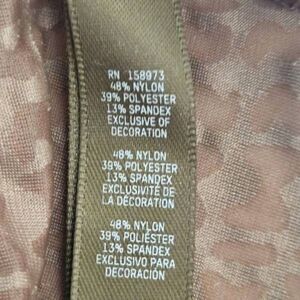 RN 158973
48% NYLON
39% POLYESTER
13% SPANDEX
EXCLUSIVE OF
DECORATION
48% NYLON
39% POLYESTER
13% SPANDEX
EXCLUSIVITÉ DE
LA DÉCORATION
48% NYLON
39% POLIÉSTER
13% SPANDEX
EXCLUSIVO PARA
DECORACIÓN